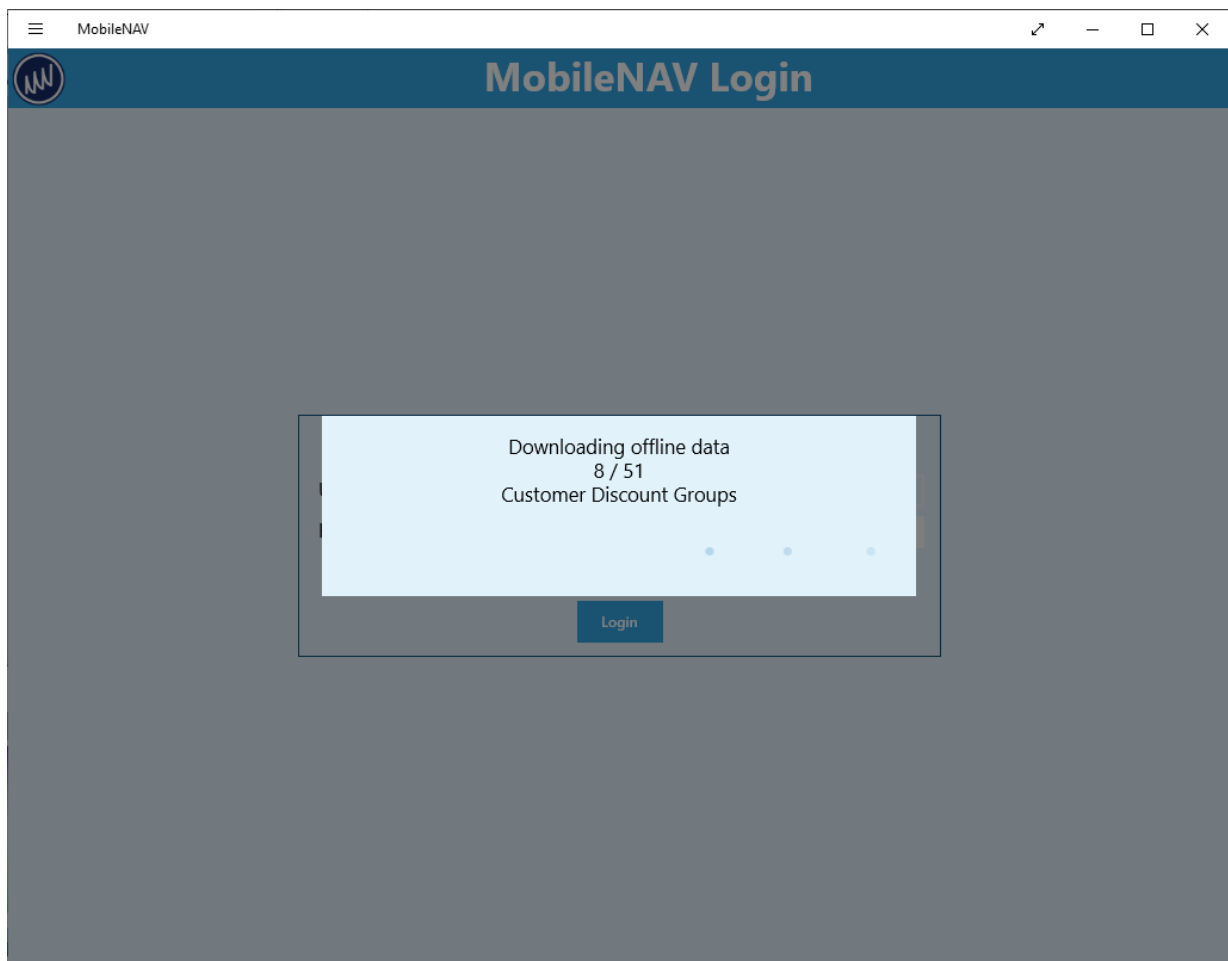 MobileNAV
MobileNAV Login
Downloading offline data
8 / 51
Customer Discount Groups
Login